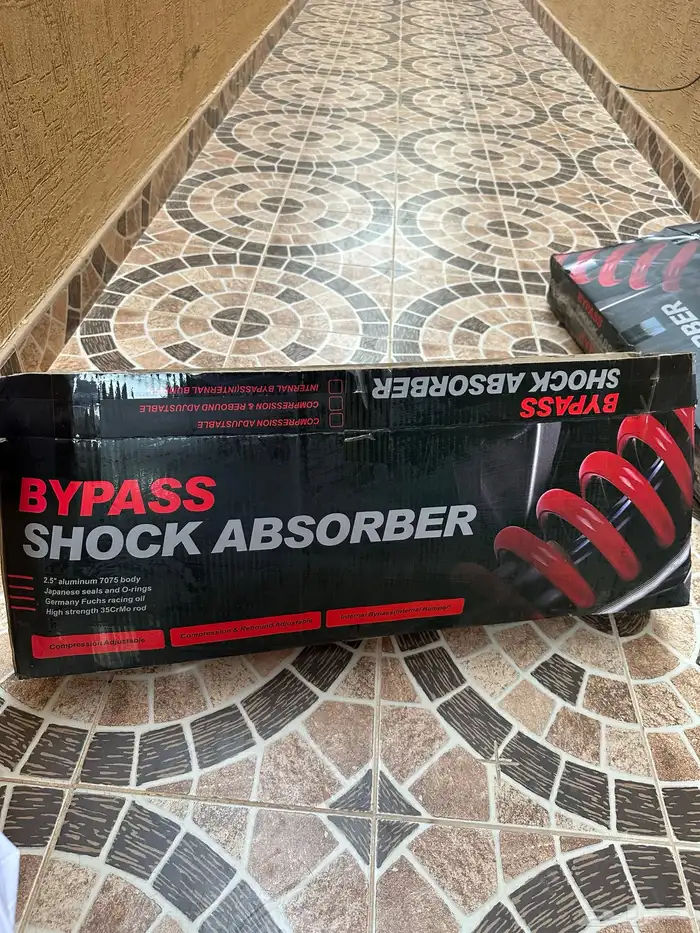 INTERNAL BYPASS(INTERNAL BUMP
COMPRESSION & REBOUND ADJUSTABLE
COMPRESSION ADJUSTABLE
BYPASS
SHOCK ABSORBER
BYPASS
SHOCK ABSORBER
2.5" aluminum 7075 body
Japanese seals and O-rings
Germany Fuchs racing oil
High strength 35CrMo rod
Compression Adjustable
Compression & Rebound Adjustable
Internal Bypass(Internal Bumper)
BYPASS